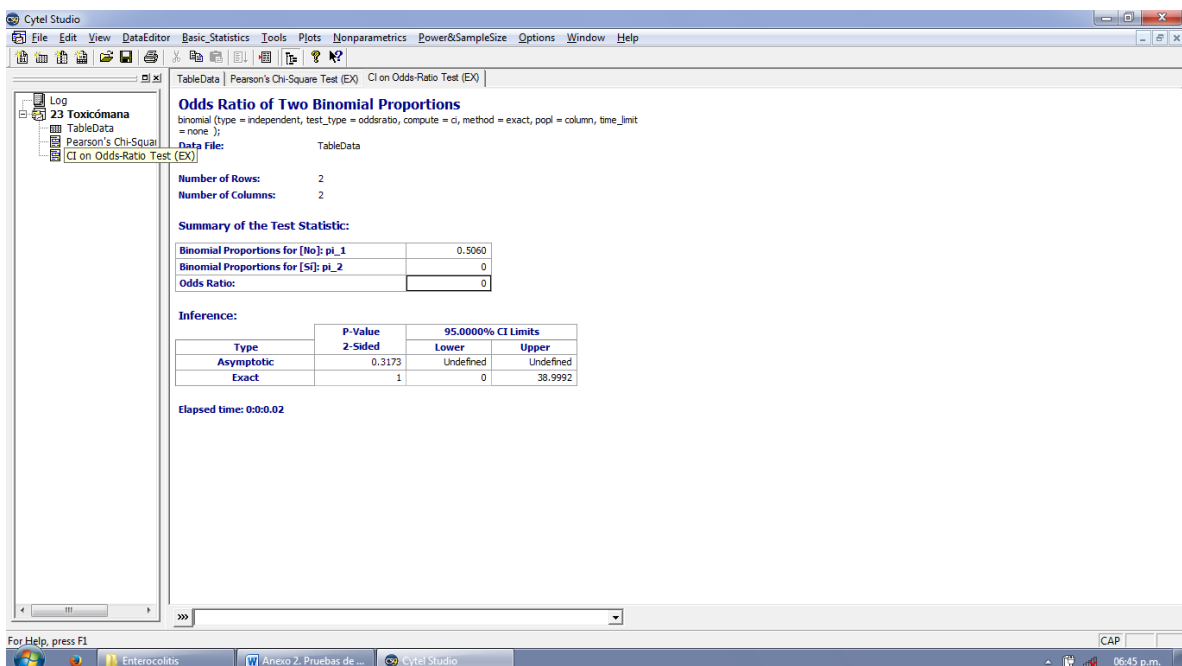 Cytel Studio
File Edit View DataEditor Basic_Statistics Tools Plots Nonparametrics Power&SampleSize Options Window Help
TableData Pearson's Chi-Square Test (EX) CI on Odds-Ratio Test (EX)
Log
23 Toxicómana
TableData
Pearson's Chi-Squar
CI on Odds-Ratio Test (EX)
Odds Ratio of Two Binomial Proportions
binomial (type = independent, test_type = oddsratio, compute = ci, method = exact, popl = column, time_limit
= none );
Data File: TableData
Number of Rows: 2
Number of Columns: 2
Summary of the Test Statistic:
Binomial Proportions for [No]: pi_1 0.5060
Binomial Proportions for [Sí]: pi_2 0
Odds Ratio: 0
Inference:
P-Value 95.0000% CI Limits
Type 2-Sided Lower Upper
Asymptotic 0.3173 Undefined Undefined
Exact 1 0 38.9992
Elapsed time: 0:0:0.02
»»
For Help, press F1 CAP
Enterocolitis Anexo 2. Pruebas de ... Cytel Studio 06:45 p.m.